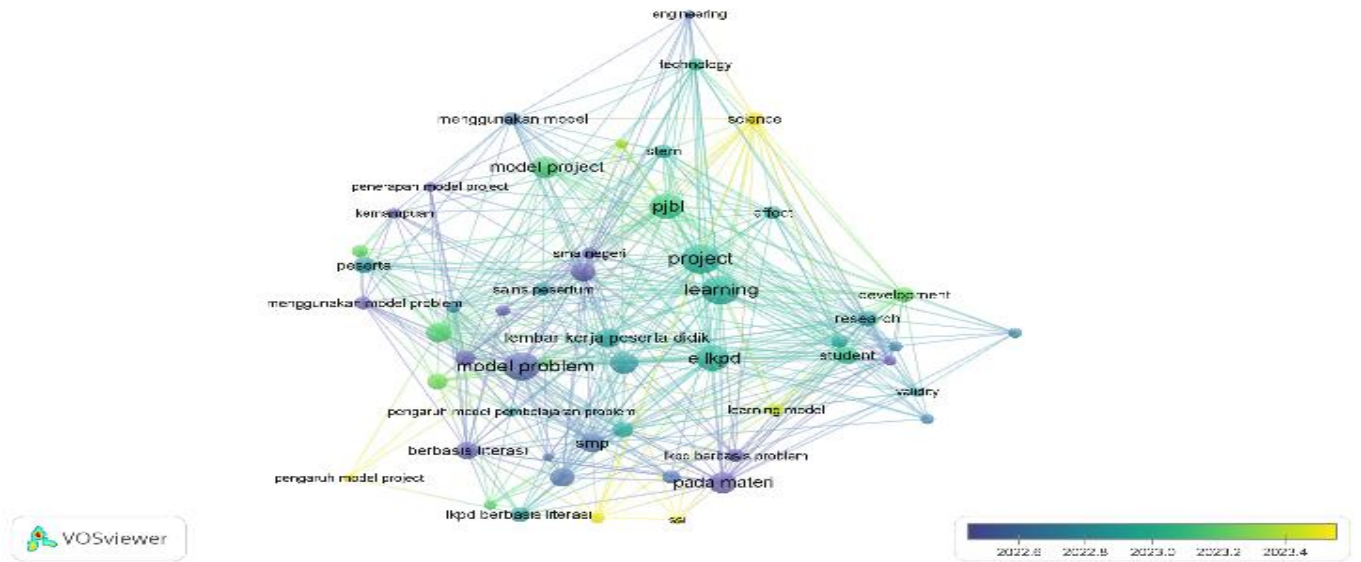 engineering
technology
menggunakan model
science
stem
model project
penerapan model project
pjbl
kemampuan
effect
sma negeri
project
peserta
learning
sains pesertum
development
menggunakan model problem
research
lembar kerja peserta didik
e lkpd
student
model problem
validity
pengaruh model pembelajaran problem
learning model
smp
berbasis literasi
lkpd berbasis problem
pengaruh model project
pada materi
lkpd berbasis literasi
ssi
VOSviewer
2022.6 2022.8 2023.0 2023.2 2023.4